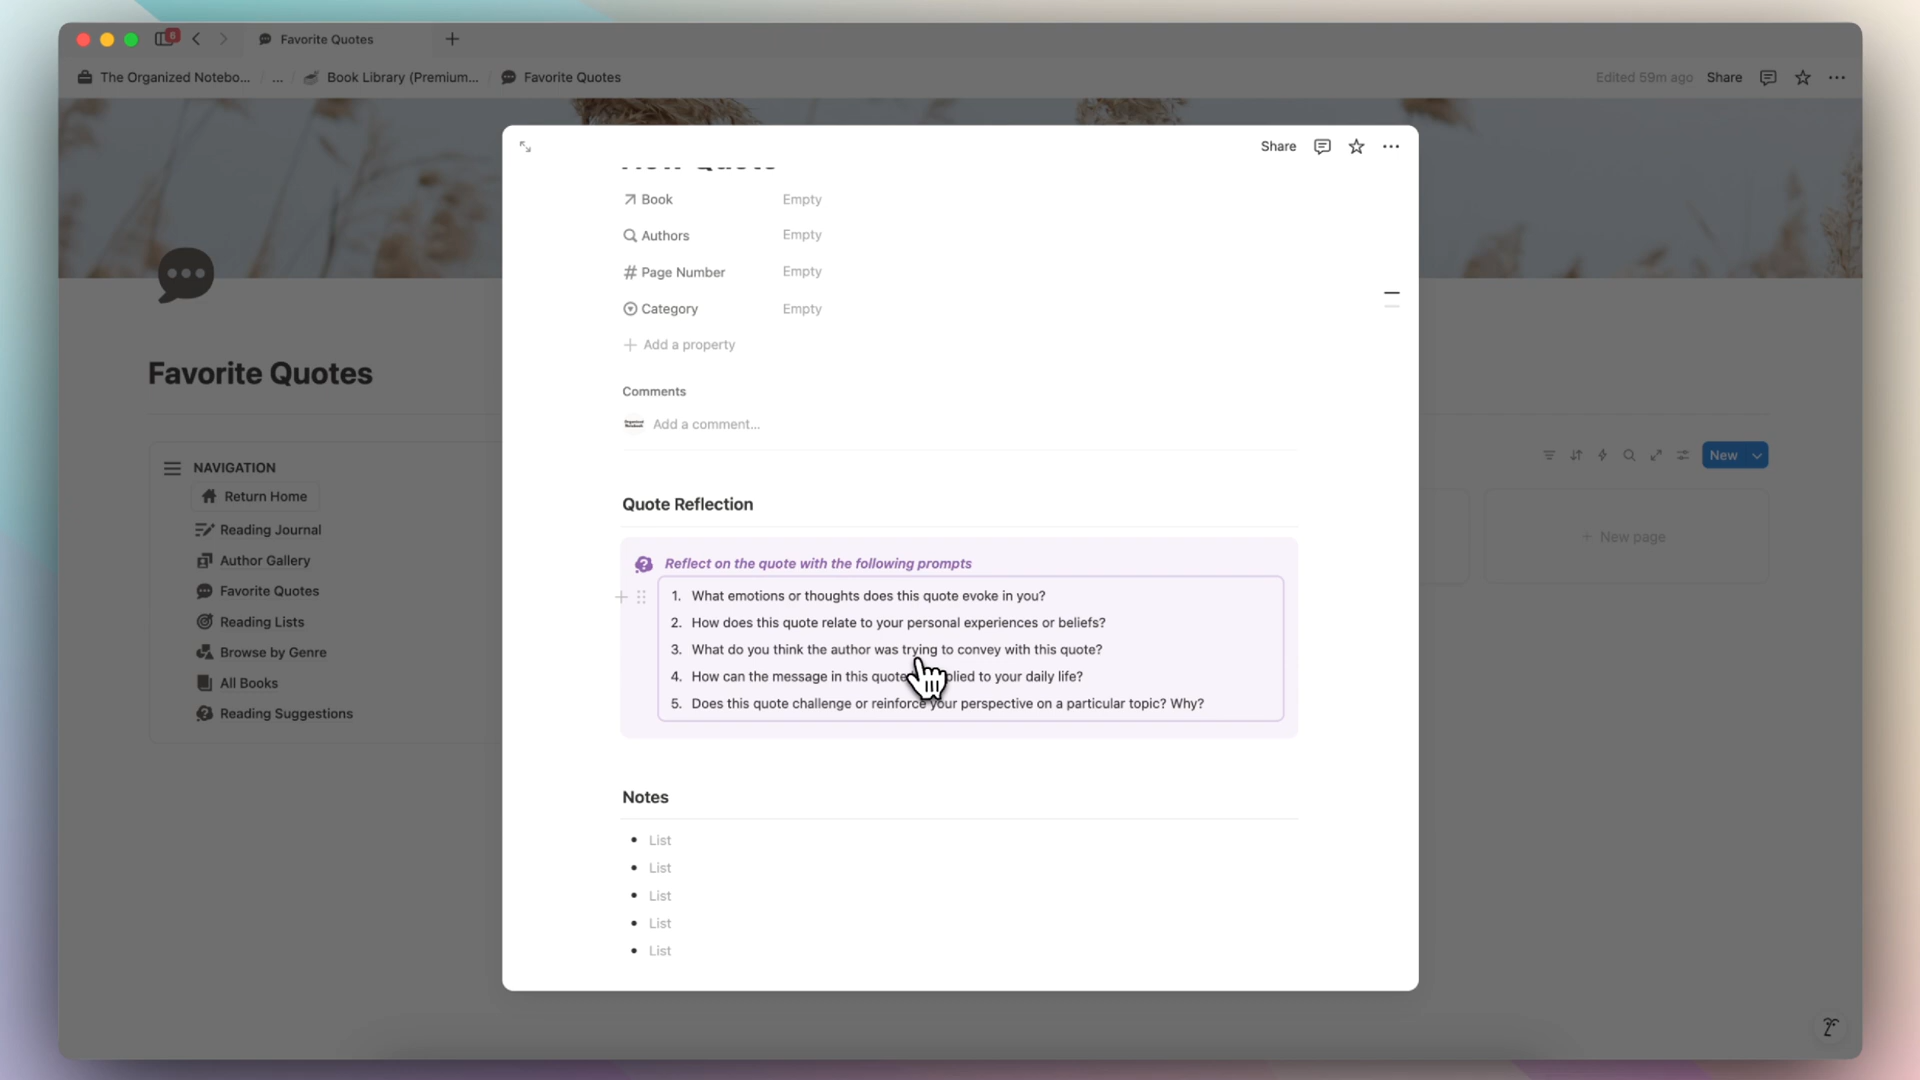 8
Favorite Quotes
The Organized Notebo... / ... / Book Library (Premium... / Favorite Quotes
Edited 59m ago
Share
Share
Book Empty
Authors Empty
Page Number Empty
Category Empty
Add a property
Comments
Add a comment...
Favorite Quotes
NAVIGATION
Return Home
Reading Journal
Author Gallery
Favorite Quotes
Reading Lists
Browse by Genre
All Books
Reading Suggestions
New
New page
Quote Reflection
Reflect on the quote with the following prompts
1. What emotions or thoughts does this quote evoke in you?
2. How does this quote relate to your personal experiences or beliefs?
3. What do you think the author was trying to convey with this quote?
4. How can the message in this quote to your daily life?
5. Does this quote challenge or reinforce your perspective on a particular topic? Why?
Notes
List
List
List
List
List